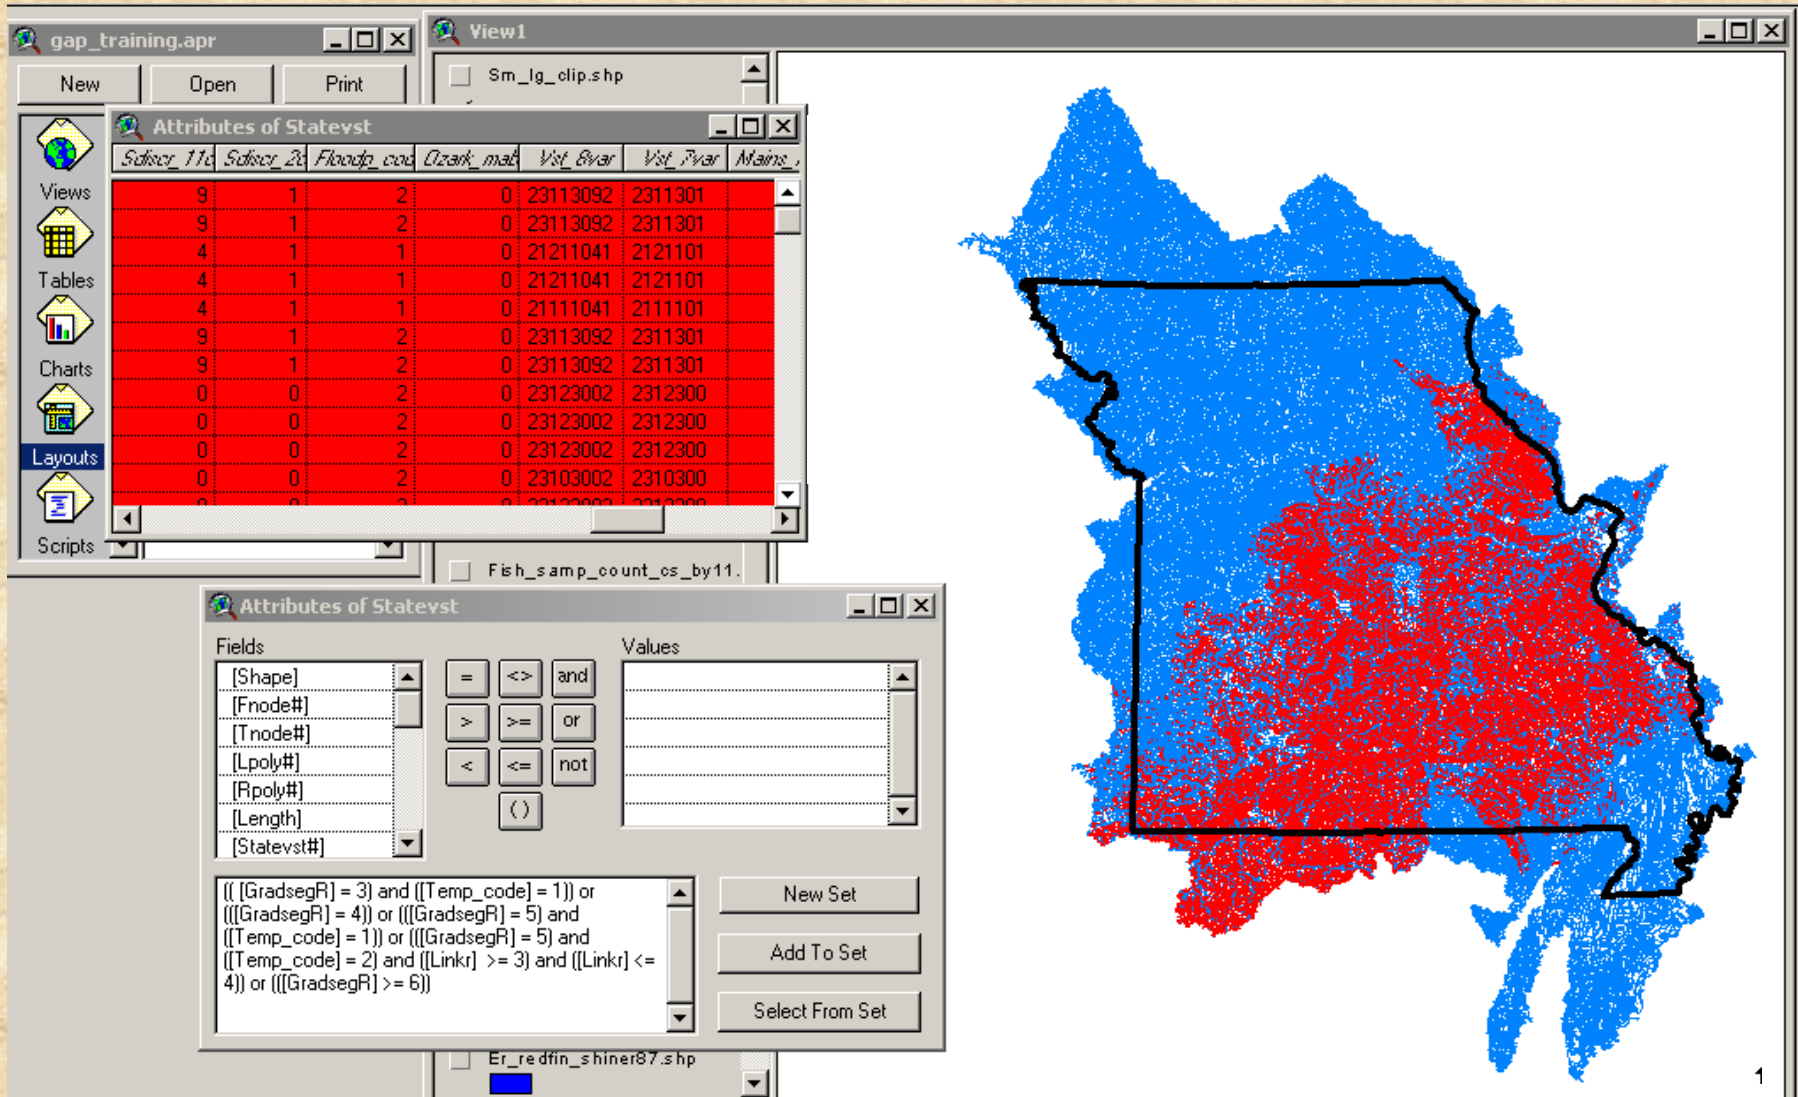 gap_training.apr
New Open Print
Views
Tables
Charts
Layouts
Scripts
View1
Sm_lg_clip.shp
Attributes of Statevst
Sdiscr_11c Sdiscr_2c Floodp_cod Ozark_mat Vst_8var Vst_7var Mains_
9 1 2 0 23113092 2311301
9 1 2 0 23113092 2311301
4 1 1 0 21211041 2121101
4 1 1 0 21211041 2121101
4 1 1 0 21111041 2111101
9 1 2 0 23113092 2311301
9 1 2 0 23113092 2311301
0 0 2 0 23123002 2312300
0 0 2 0 23123002 2312300
0 0 2 0 23123002 2312300
0 0 2 0 23103002 2310300
Fish_samp_count_cs_by11.
Attributes of Statevst
Fields
[Shape]
[Fnode#]
[Tnode#]
[Lpoly#]
[Rpoly#]
[Length]
[Statevst#]
= <> and
> >= or
< <= not
( )
Values
(( [GradsegR] = 3) and ([Temp_code] = 1)) or
(([GradsegR] = 4)) or (([GradsegR] = 5) and
([Temp_code] = 1)) or (([GradsegR] = 5) and
([Temp_code] = 2) and ([Linkr] >= 3) and ([Linkr] <=
4)) or (([GradsegR] >= 6))
New Set
Add To Set
Select From Set
Er_redfin_shiner87.shp
1